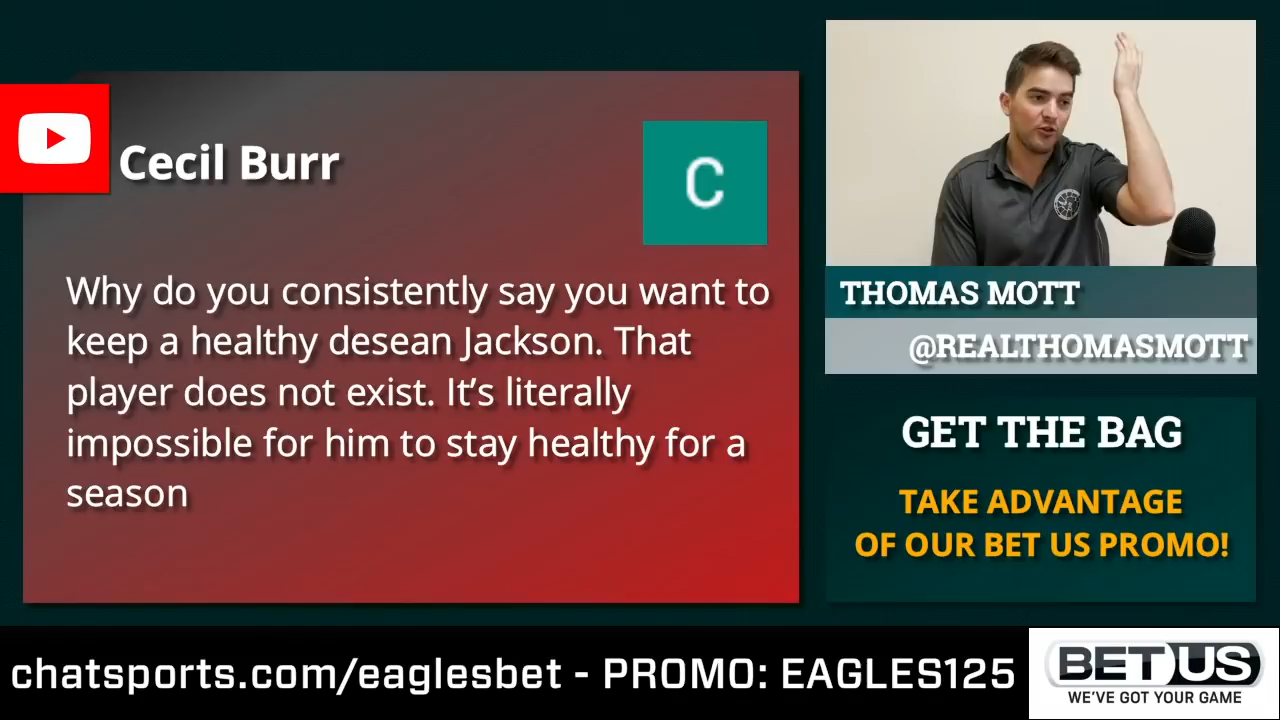 Cecil Burr
C
Why do you consistently say you want to
keep a healthy desean Jackson. That
player does not exist. It’s literally
impossible for him to stay healthy for a
season
THOMAS MOTT
@REALTHOMASMOTT
GET THE BAG
TAKE ADVANTAGE
OF OUR BET US PROMO!
chatsports.com/eaglesbet - PROMO: EAGLES125
BETUS
WE'VE GOT YOUR GAME